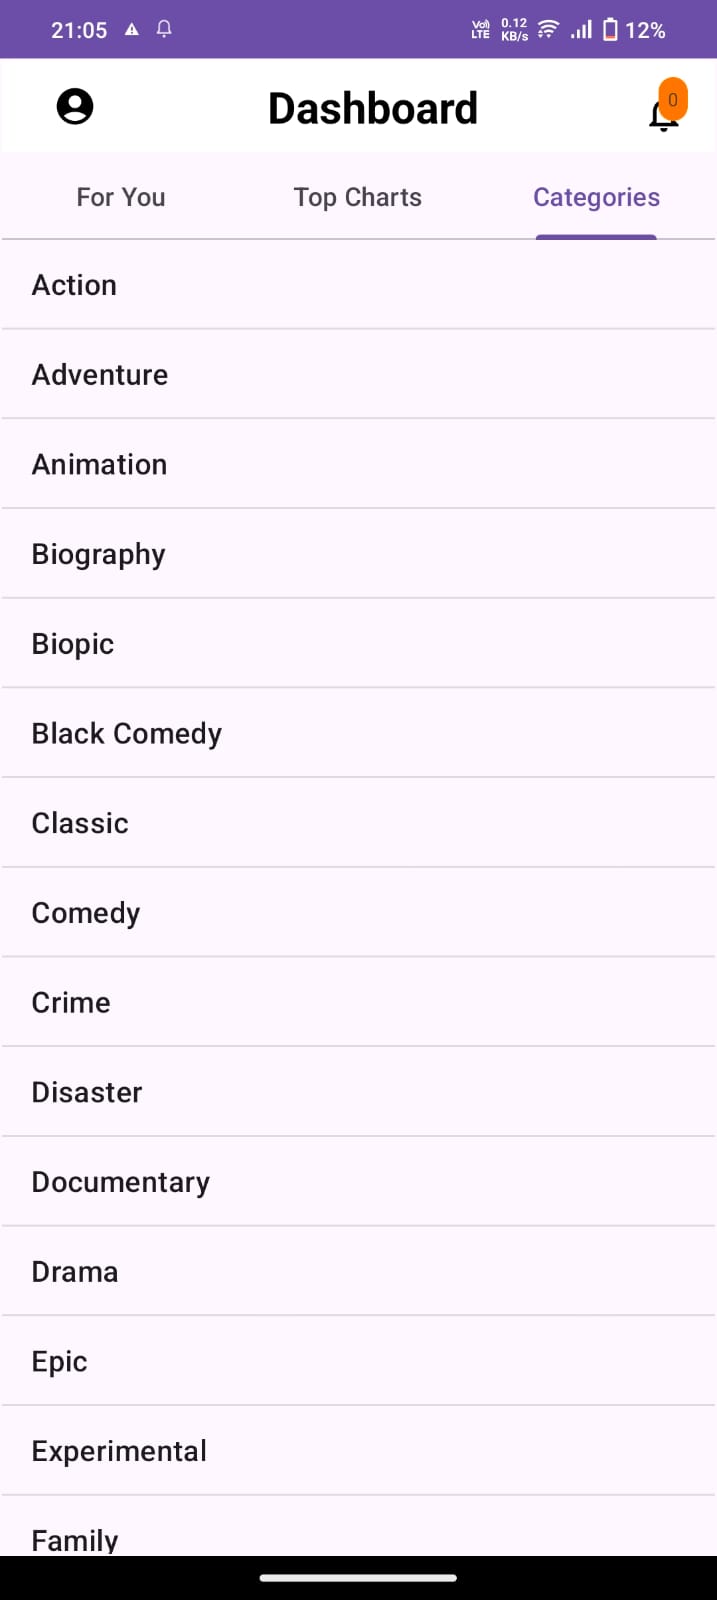 21:05 Vo) LTE 0.12 KB/s 12%
Dashboard 0
For You Top Charts Categories
Action
Adventure
Animation
Biography
Biopic
Black Comedy
Classic
Comedy
Crime
Disaster
Documentary
Drama
Epic
Experimental
Family